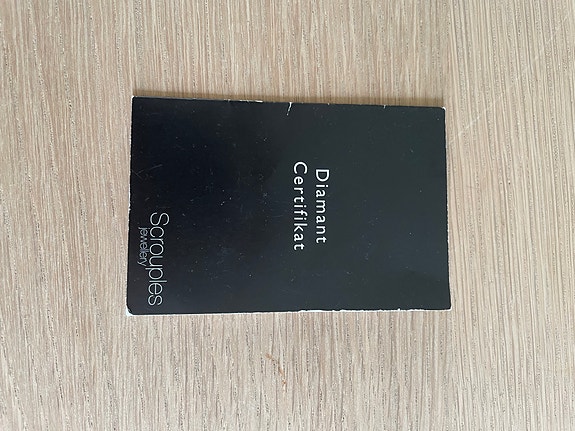 Diamant
Certifikat
Scrouples
jewellery